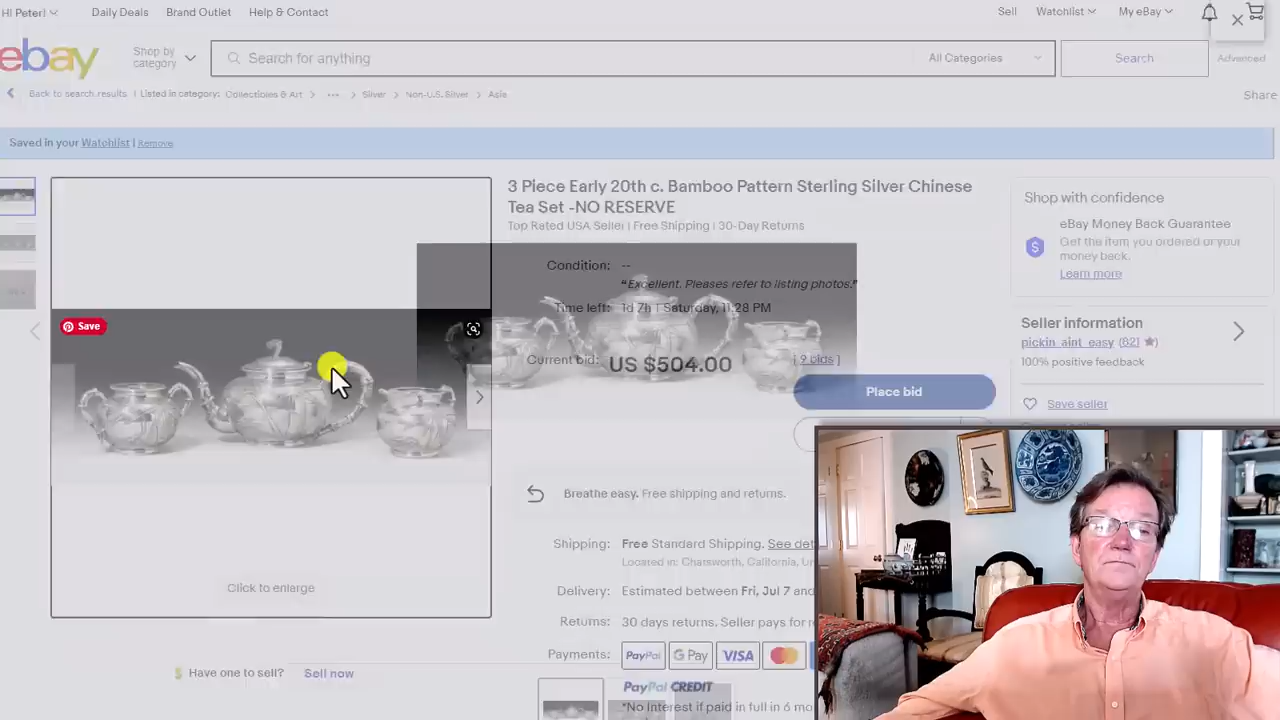 Hi Peter!
Daily Deals
Brand Outlet
Help & Contact
Sell
Watchlist
My eBay
ebay
Shop by
category
Search for anything
All Categories
Search
Advanced
Back to search results | Listed in category: Collectibles & Art > ... > Silver > Non-U.S. Silver > Asia
Share
Saved in your Watchlist | Remove
3 Piece Early 20th c. Bamboo Pattern Sterling Silver Chinese
Tea Set -NO RESERVE
Top Rated USA Seller | Free Shipping | 30-Day Returns
Condition: --
"Excellent. Pleases refer to listing photos."
Time left: 1d 7h | Saturday, 11:28 PM
Current bid: US $504.00 [ 9 bids ]
Place bid
Breathe easy. Free shipping and returns.
Shipping: Free Standard Shipping. See
Located in: Chatsworth, California,
Delivery: Estimated between Fri, Jul 7 and
Returns: 30 days returns. Seller pays for
Payments: PayPal G Pay VISA
PayPal CREDIT
*No Interest if paid in full in 6 mo
Save
Click to enlarge
Have one to sell? Sell now
Shop with confidence
eBay Money Back Guarantee
Get the item you ordered or your
money back.
Learn more
Seller information
pickin_aint_easy (82)
100% positive feedback
Save seller